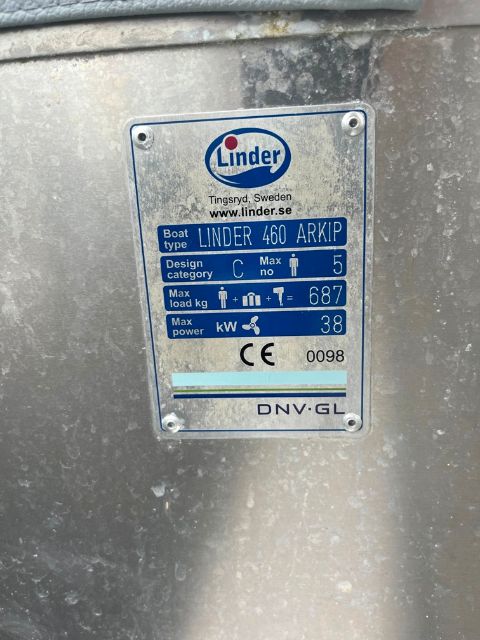 Linder
Tingsryd, Sweden
www.linder.se
Boat type LINDER 460 ARKIP
Design category C Max no 5
Max load kg + + = 687
Max power kW 38
CE 0098
DNV·GL